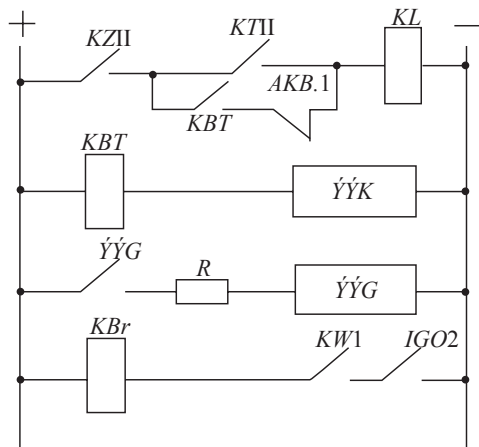 + KZII KTII KL –
AKB.1
KBT
KBT
ÝÝK
ÝÝG R ÝÝG
KBr KW1 IGO2